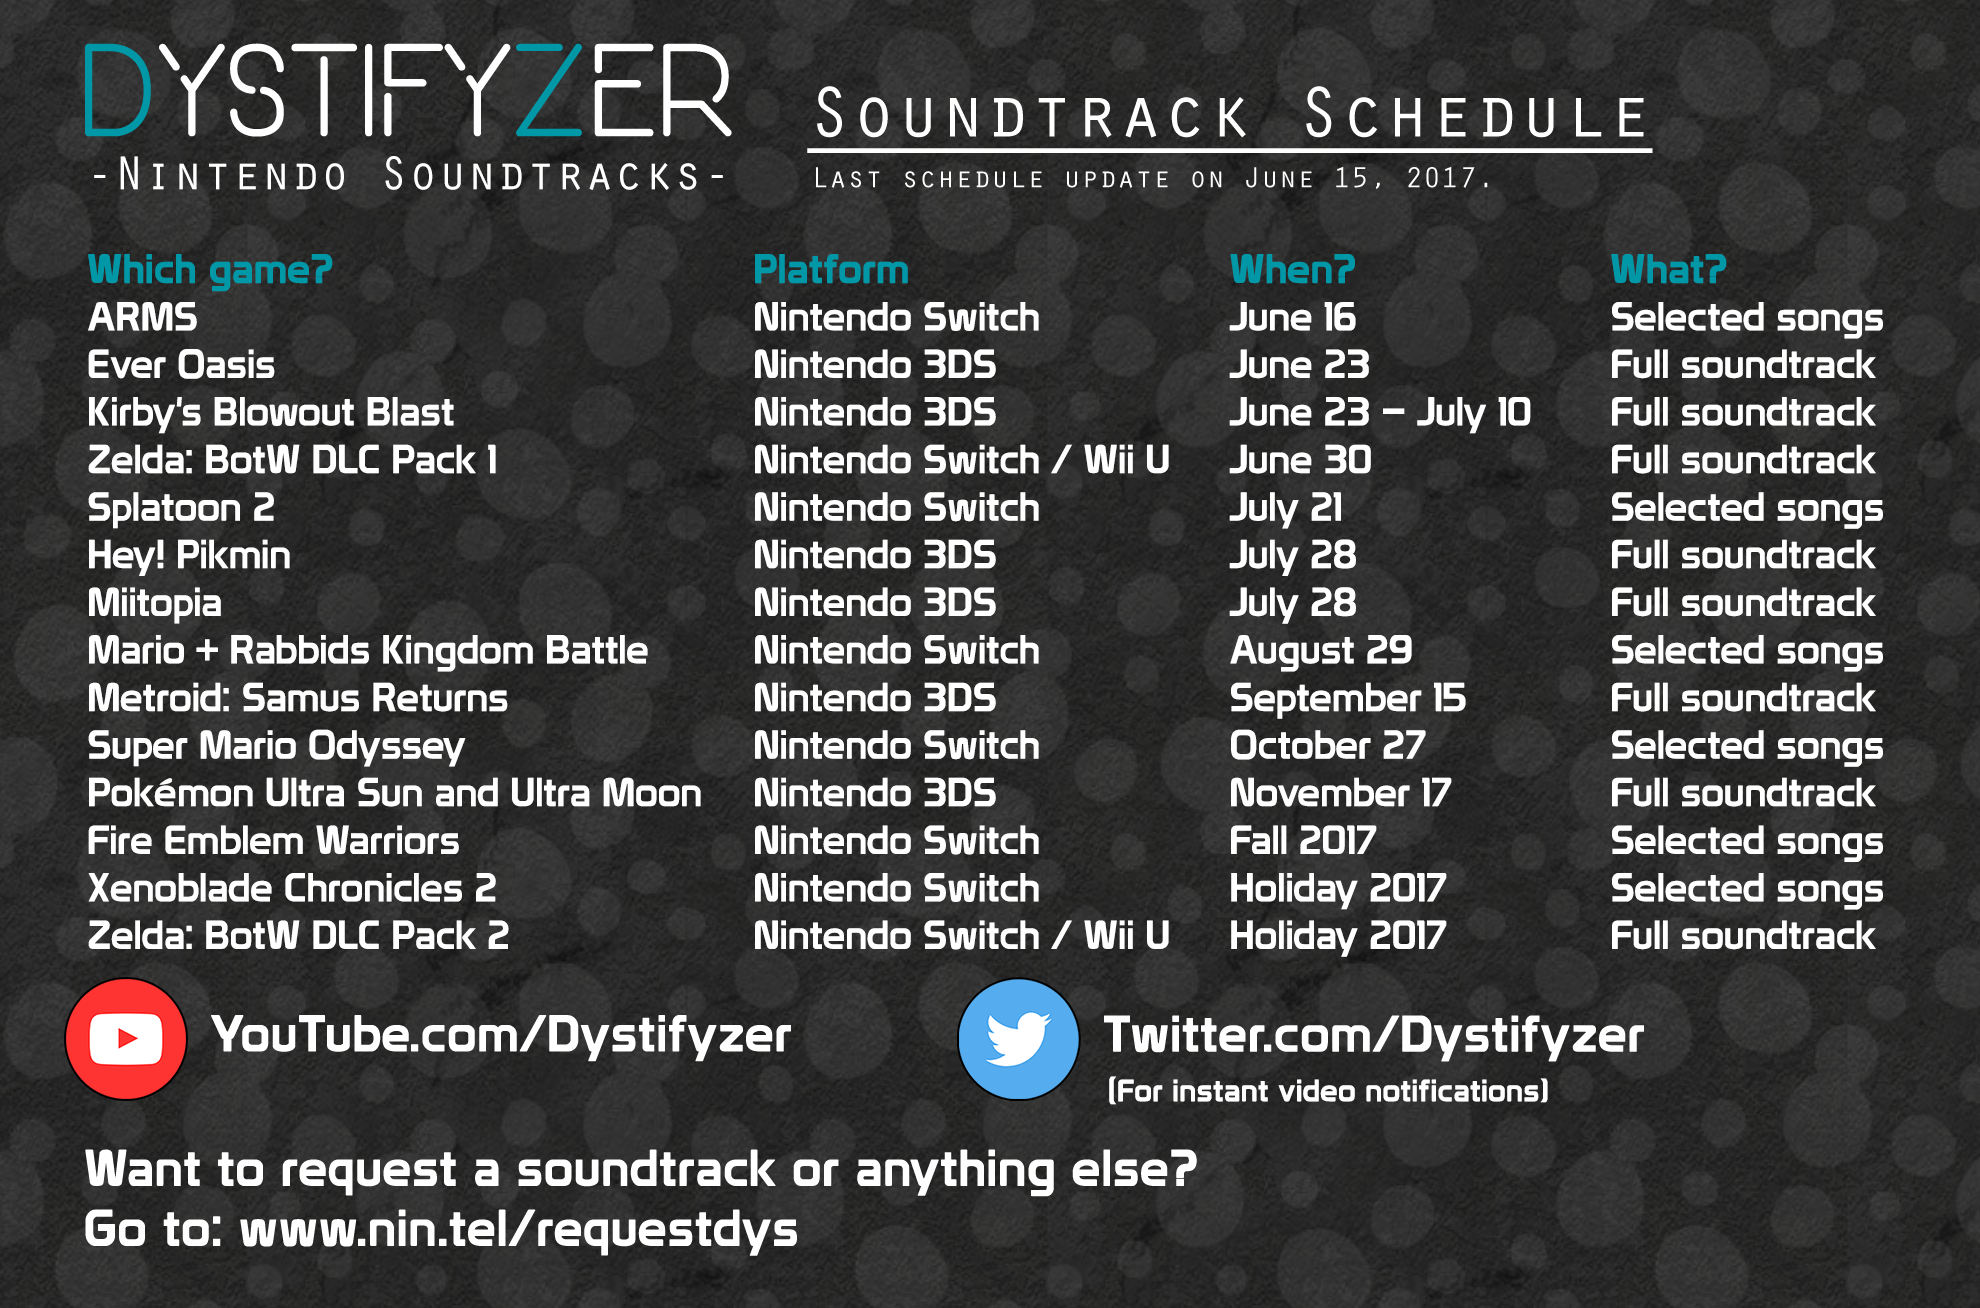 DYSTIFYZER
-Nintendo Soundtracks-
Soundtrack Schedule
Last schedule update on June 15, 2017.
Which game? Platform When? What?
ARMS Nintendo Switch June 16 Selected songs
Ever Oasis Nintendo 3DS June 23 Full soundtrack
Kirby's Blowout Blast Nintendo 3DS June 23 – July 10 Full soundtrack
Zelda: BotW DLC Pack 1 Nintendo Switch / Wii U June 30 Full soundtrack
Splatoon 2 Nintendo Switch July 21 Selected songs
Hey! Pikmin Nintendo 3DS July 28 Full soundtrack
Miitopia Nintendo 3DS July 28 Full soundtrack
Mario + Rabbids Kingdom Battle Nintendo Switch August 29 Selected songs
Metroid: Samus Returns Nintendo 3DS September 15 Full soundtrack
Super Mario Odyssey Nintendo Switch October 27 Selected songs
Pokémon Ultra Sun and Ultra Moon Nintendo 3DS November 17 Full soundtrack
Fire Emblem Warriors Nintendo Switch Fall 2017 Selected songs
Xenoblade Chronicles 2 Nintendo Switch Holiday 2017 Selected songs
Zelda: BotW DLC Pack 2 Nintendo Switch / Wii U Holiday 2017 Full soundtrack
YouTube.com/Dystifyzer
Twitter.com/Dystifyzer
(For instant video notifications)
Want to request a soundtrack or anything else?
Go to: www.nin.tel/requestdys